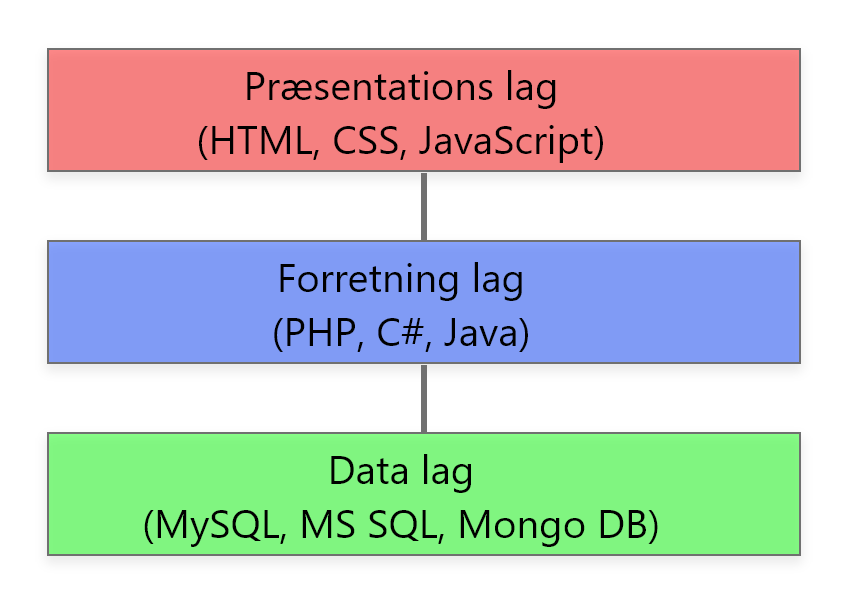 Præsentations lag
(HTML, CSS, JavaScript)
Forretning lag
(PHP, C#, Java)
Data lag
(MySQL, MS SQL, Mongo DB)